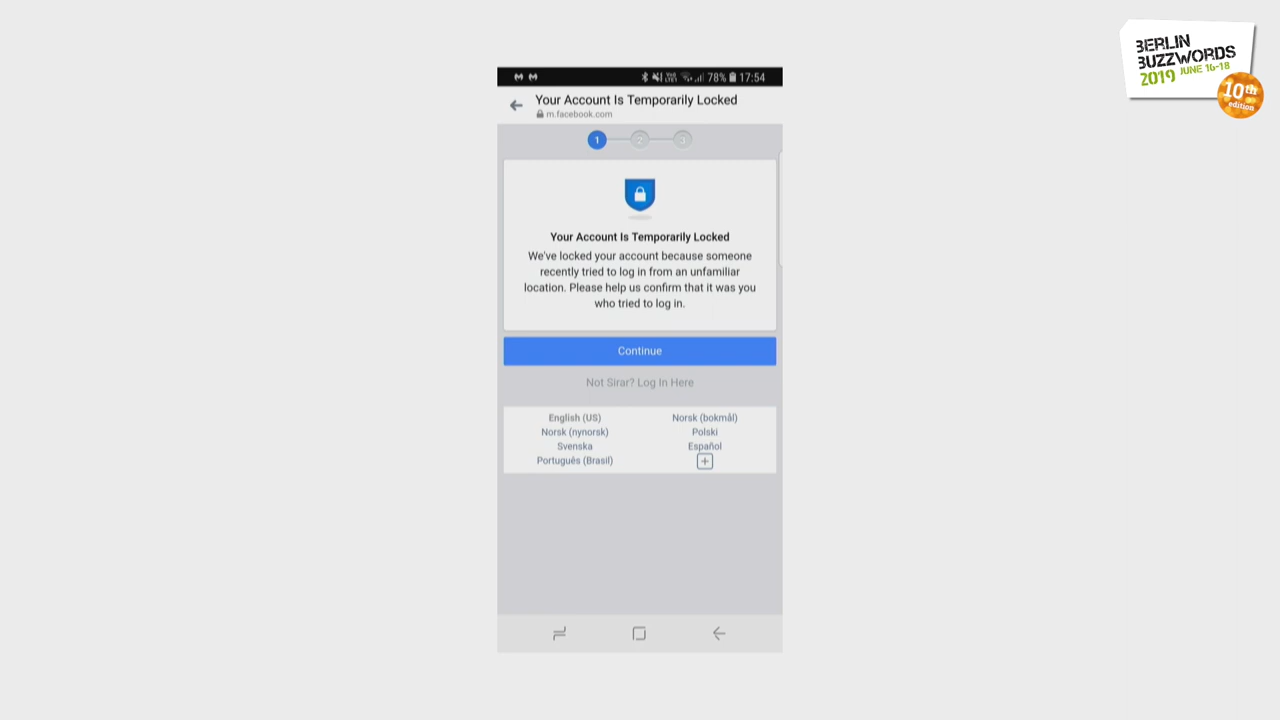 BERLIN
BUZZWORDS
2019 JUNE 16-18
10th
edition
78% 17:54
Your Account Is Temporarily Locked
m.facebook.com
1 2 3
Your Account Is Temporarily Locked
We've locked your account because someone
recently tried to log in from an unfamiliar
location. Please help us confirm that it was you
who tried to log in.
Continue
Not Sirar? Log In Here
English (US) Norsk (bokmål)
Norsk (nynorsk) Polski
Svenska Español
Português (Brasil)